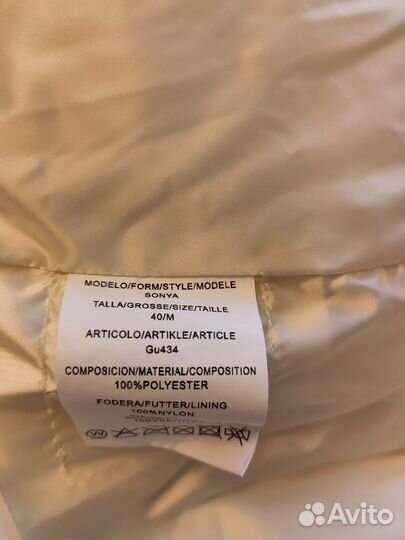 MODELO/FORM/STYLE/MODELE
SONYA
TALLA/GROSSE/SIZE/TAILLE
40/M
ARTICOLO/ARTIKLE/ARTICLE
Gu434
COMPOSICION/MATERIAL/COMPOSITION
100%POLYESTER
FODERA/FUTTER/LINING
100%NYLON
W
Avito